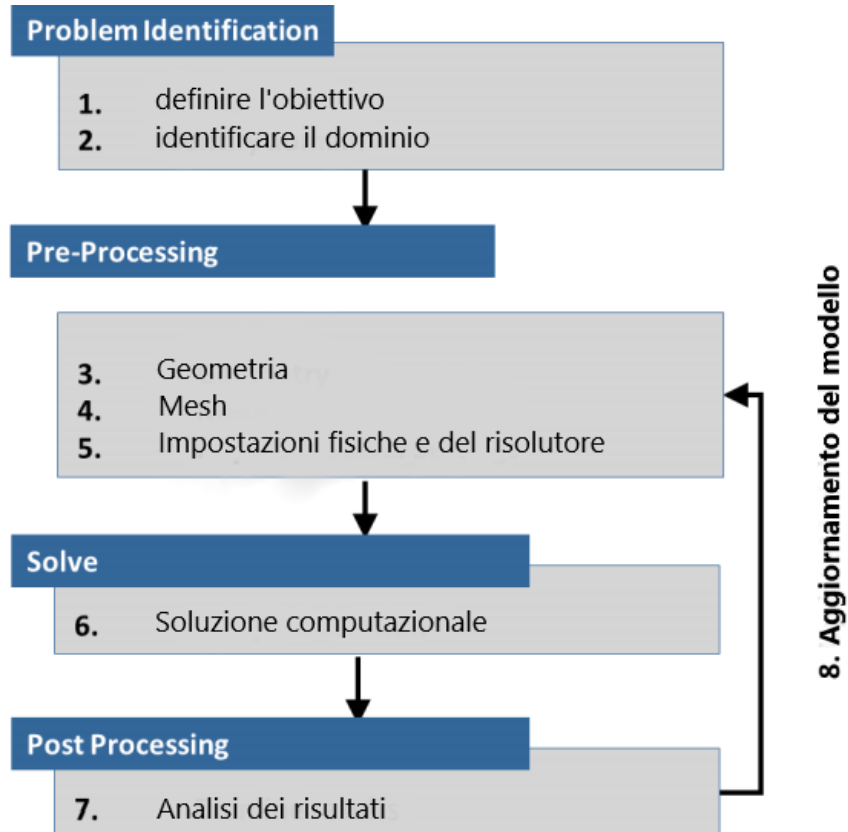 Problem Identification
1. definire l'obiettivo
2. identificare il dominio
Pre-Processing
3. Geometria
4. Mesh
5. Impostazioni fisiche e del risolutore
Solve
6. Soluzione computazionale
Post Processing
7. Analisi dei risultati
8. Aggiornamento del modello